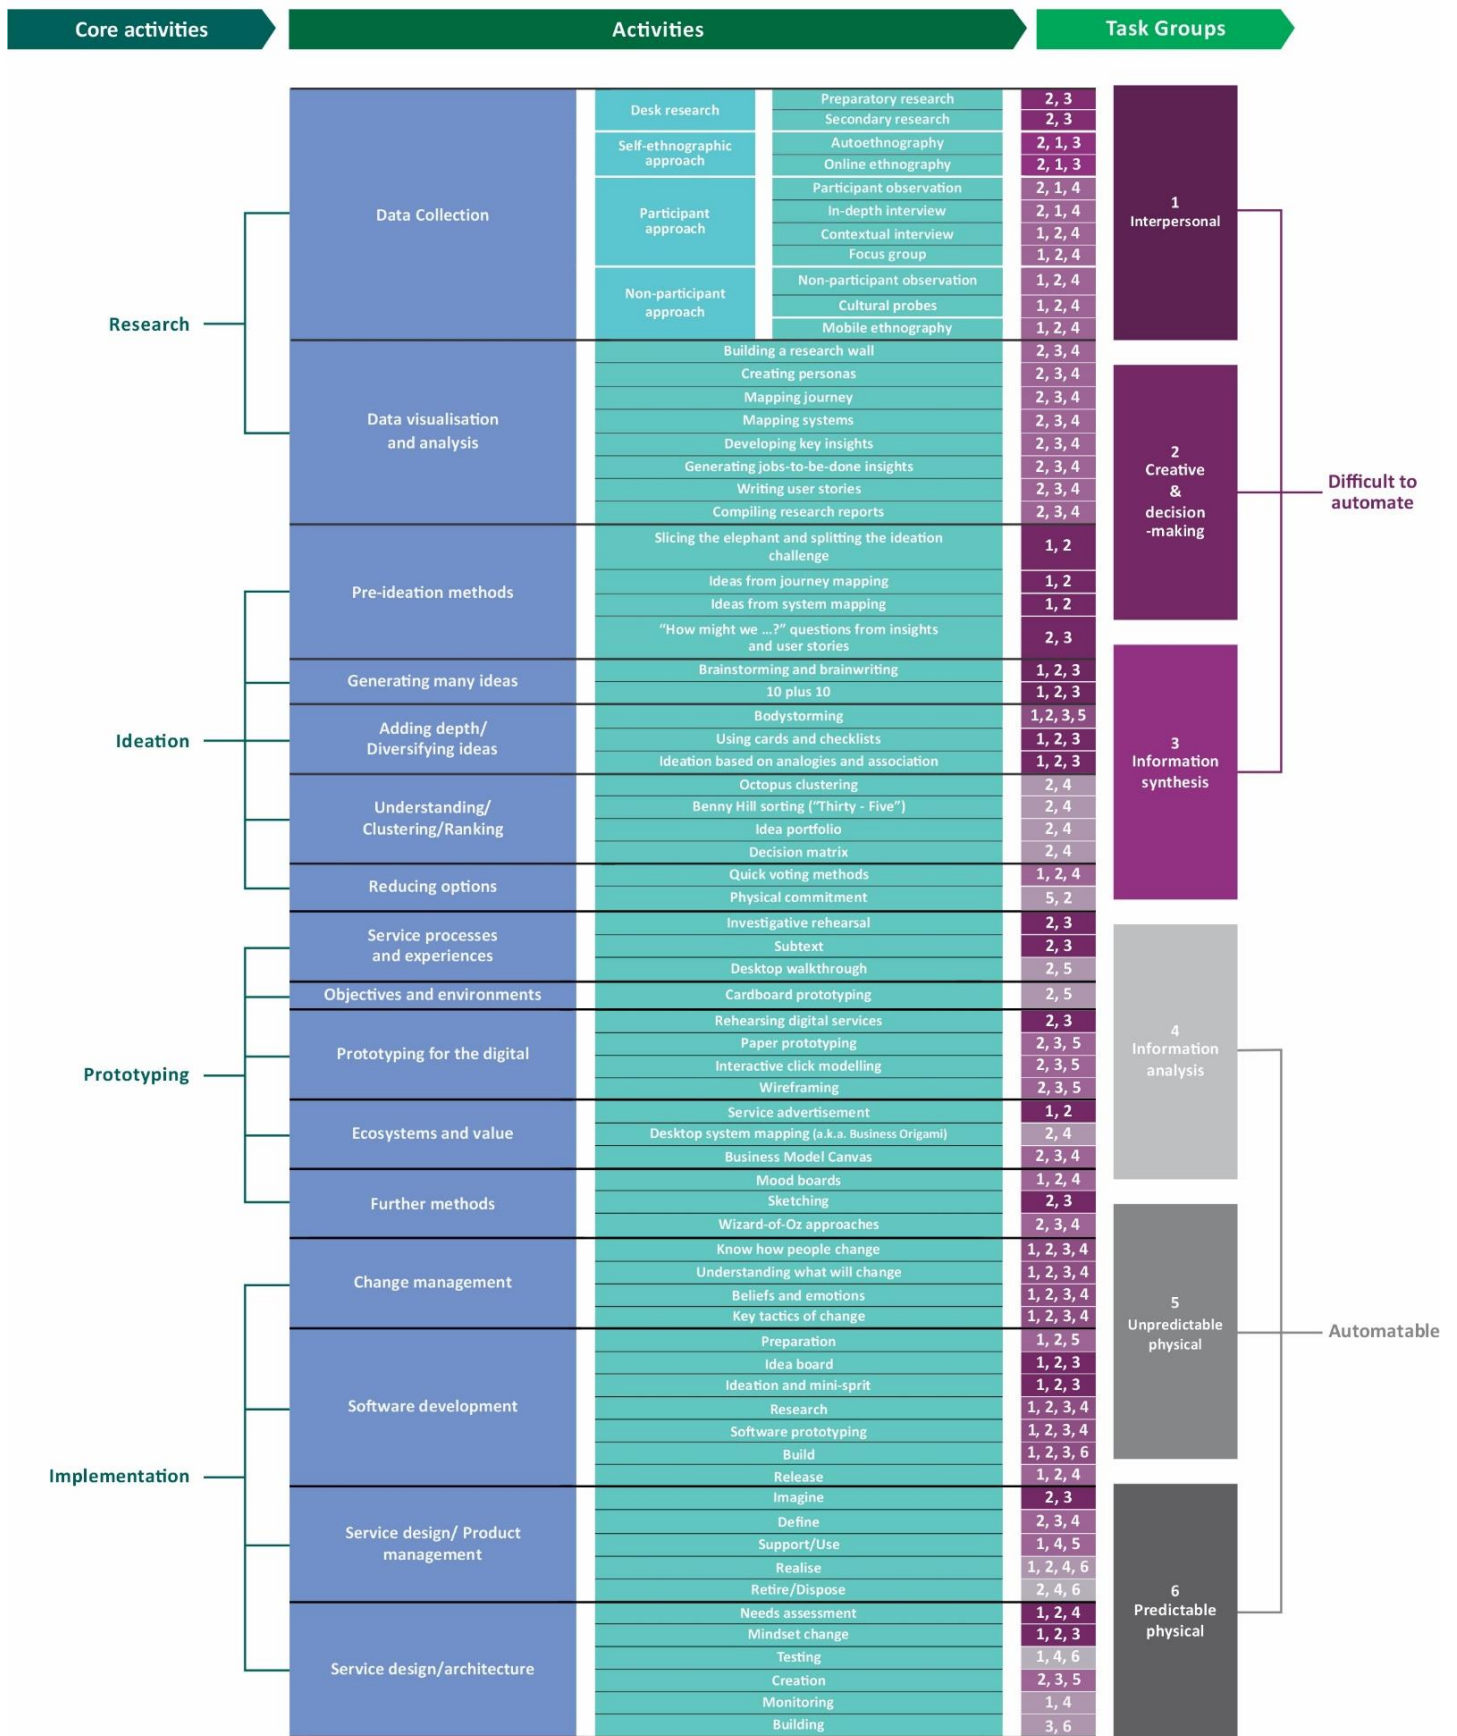 Core activities
Activities
Task Groups
Research
Data Collection
Desk research
Preparatory research
2, 3
Secondary research
2, 3
Self-ethnographic
approach
Autoethnography
2, 1, 3
Online ethnography
2, 1, 3
Participant
approach
Participant observation
2, 1, 4
In-depth interview
2, 1, 4
Contextual interview
1, 2, 4
Focus group
1, 2, 4
Non-participant
approach
Non-participant observation
1, 2, 4
Cultural probes
1, 2, 4
Mobile ethnography
1, 2, 4
Data visualisation
and analysis
Building a research wall
2, 3, 4
Creating personas
2, 3, 4
Mapping journey
2, 3, 4
Mapping systems
2, 3, 4
Developing key insights
2, 3, 4
Generating jobs-to-be-done insights
2, 3, 4
Writing user stories
2, 3, 4
Compiling research reports
2, 3, 4
Ideation
Pre-ideation methods
Slicing the elephant and splitting the ideation
challenge
1, 2
Ideas from journey mapping
1, 2
Ideas from system mapping
1, 2
“How might we ...?” questions from insights
and user stories
2, 3
Generating many ideas
Brainstorming and brainwriting
1, 2, 3
10 plus 10
1, 2, 3
Adding depth/
Diversifying ideas
Bodystorming
1,2, 3, 5
Using cards and checklists
1, 2, 3
Ideation based on analogies and association
1, 2, 3
Understanding/
Clustering/Ranking
Octopus clustering
2, 4
Benny Hill sorting (“Thirty - Five”)
2, 4
Idea portfolio
2, 4
Decision matrix
2, 4
Reducing options
Quick voting methods
1, 2, 4
Physical commitment
5, 2
Prototyping
Service processes
and experiences
Investigative rehearsal
2, 3
Subtext
2, 3
Desktop walkthrough
2, 5
Objectives and environments
Cardboard prototyping
2, 5
Prototyping for the digital
Rehearsing digital services
2, 3
Paper prototyping
2, 3, 5
Interactive click modelling
2, 3, 5
Wireframing
2, 3, 5
Ecosystems and value
Service advertisement
1, 2
Desktop system mapping (a.k.a. Business Origami)
2, 4
Business Model Canvas
2, 3, 4
Further methods
Mood boards
1, 2, 4
Sketching
2, 3
Wizard-of-Oz approaches
2, 3, 4
Implementation
Change management
Know how people change
1, 2, 3, 4
Understanding what will change
1, 2, 3, 4
Beliefs and emotions
1, 2, 3, 4
Key tactics of change
1, 2, 3, 4
Software development
Preparation
1, 2, 5
Idea board
1, 2, 3
Ideation and mini-sprit
1, 2, 3
Research
1, 2, 3, 4
Software prototyping
1, 2, 3, 4
Build
1, 2, 3, 6
Release
1, 2, 4
Service design/ Product
management
Imagine
2, 3
Define
2, 3, 4
Support/Use
1, 4, 5
Realise
1, 2, 4, 6
Retire/Dispose
2, 4, 6
Service design/architecture
Needs assessment
1, 2, 4
Mindset change
1, 2, 3
Testing
1, 4, 6
Creation
2, 3, 5
Monitoring
1, 4
Building
3, 6
1
Interpersonal
2
Creative
&
decision
-making
3
Information
synthesis
Difficult to
automate
4
Information
analysis
5
Unpredictable
physical
6
Predictable
physical
Automatable